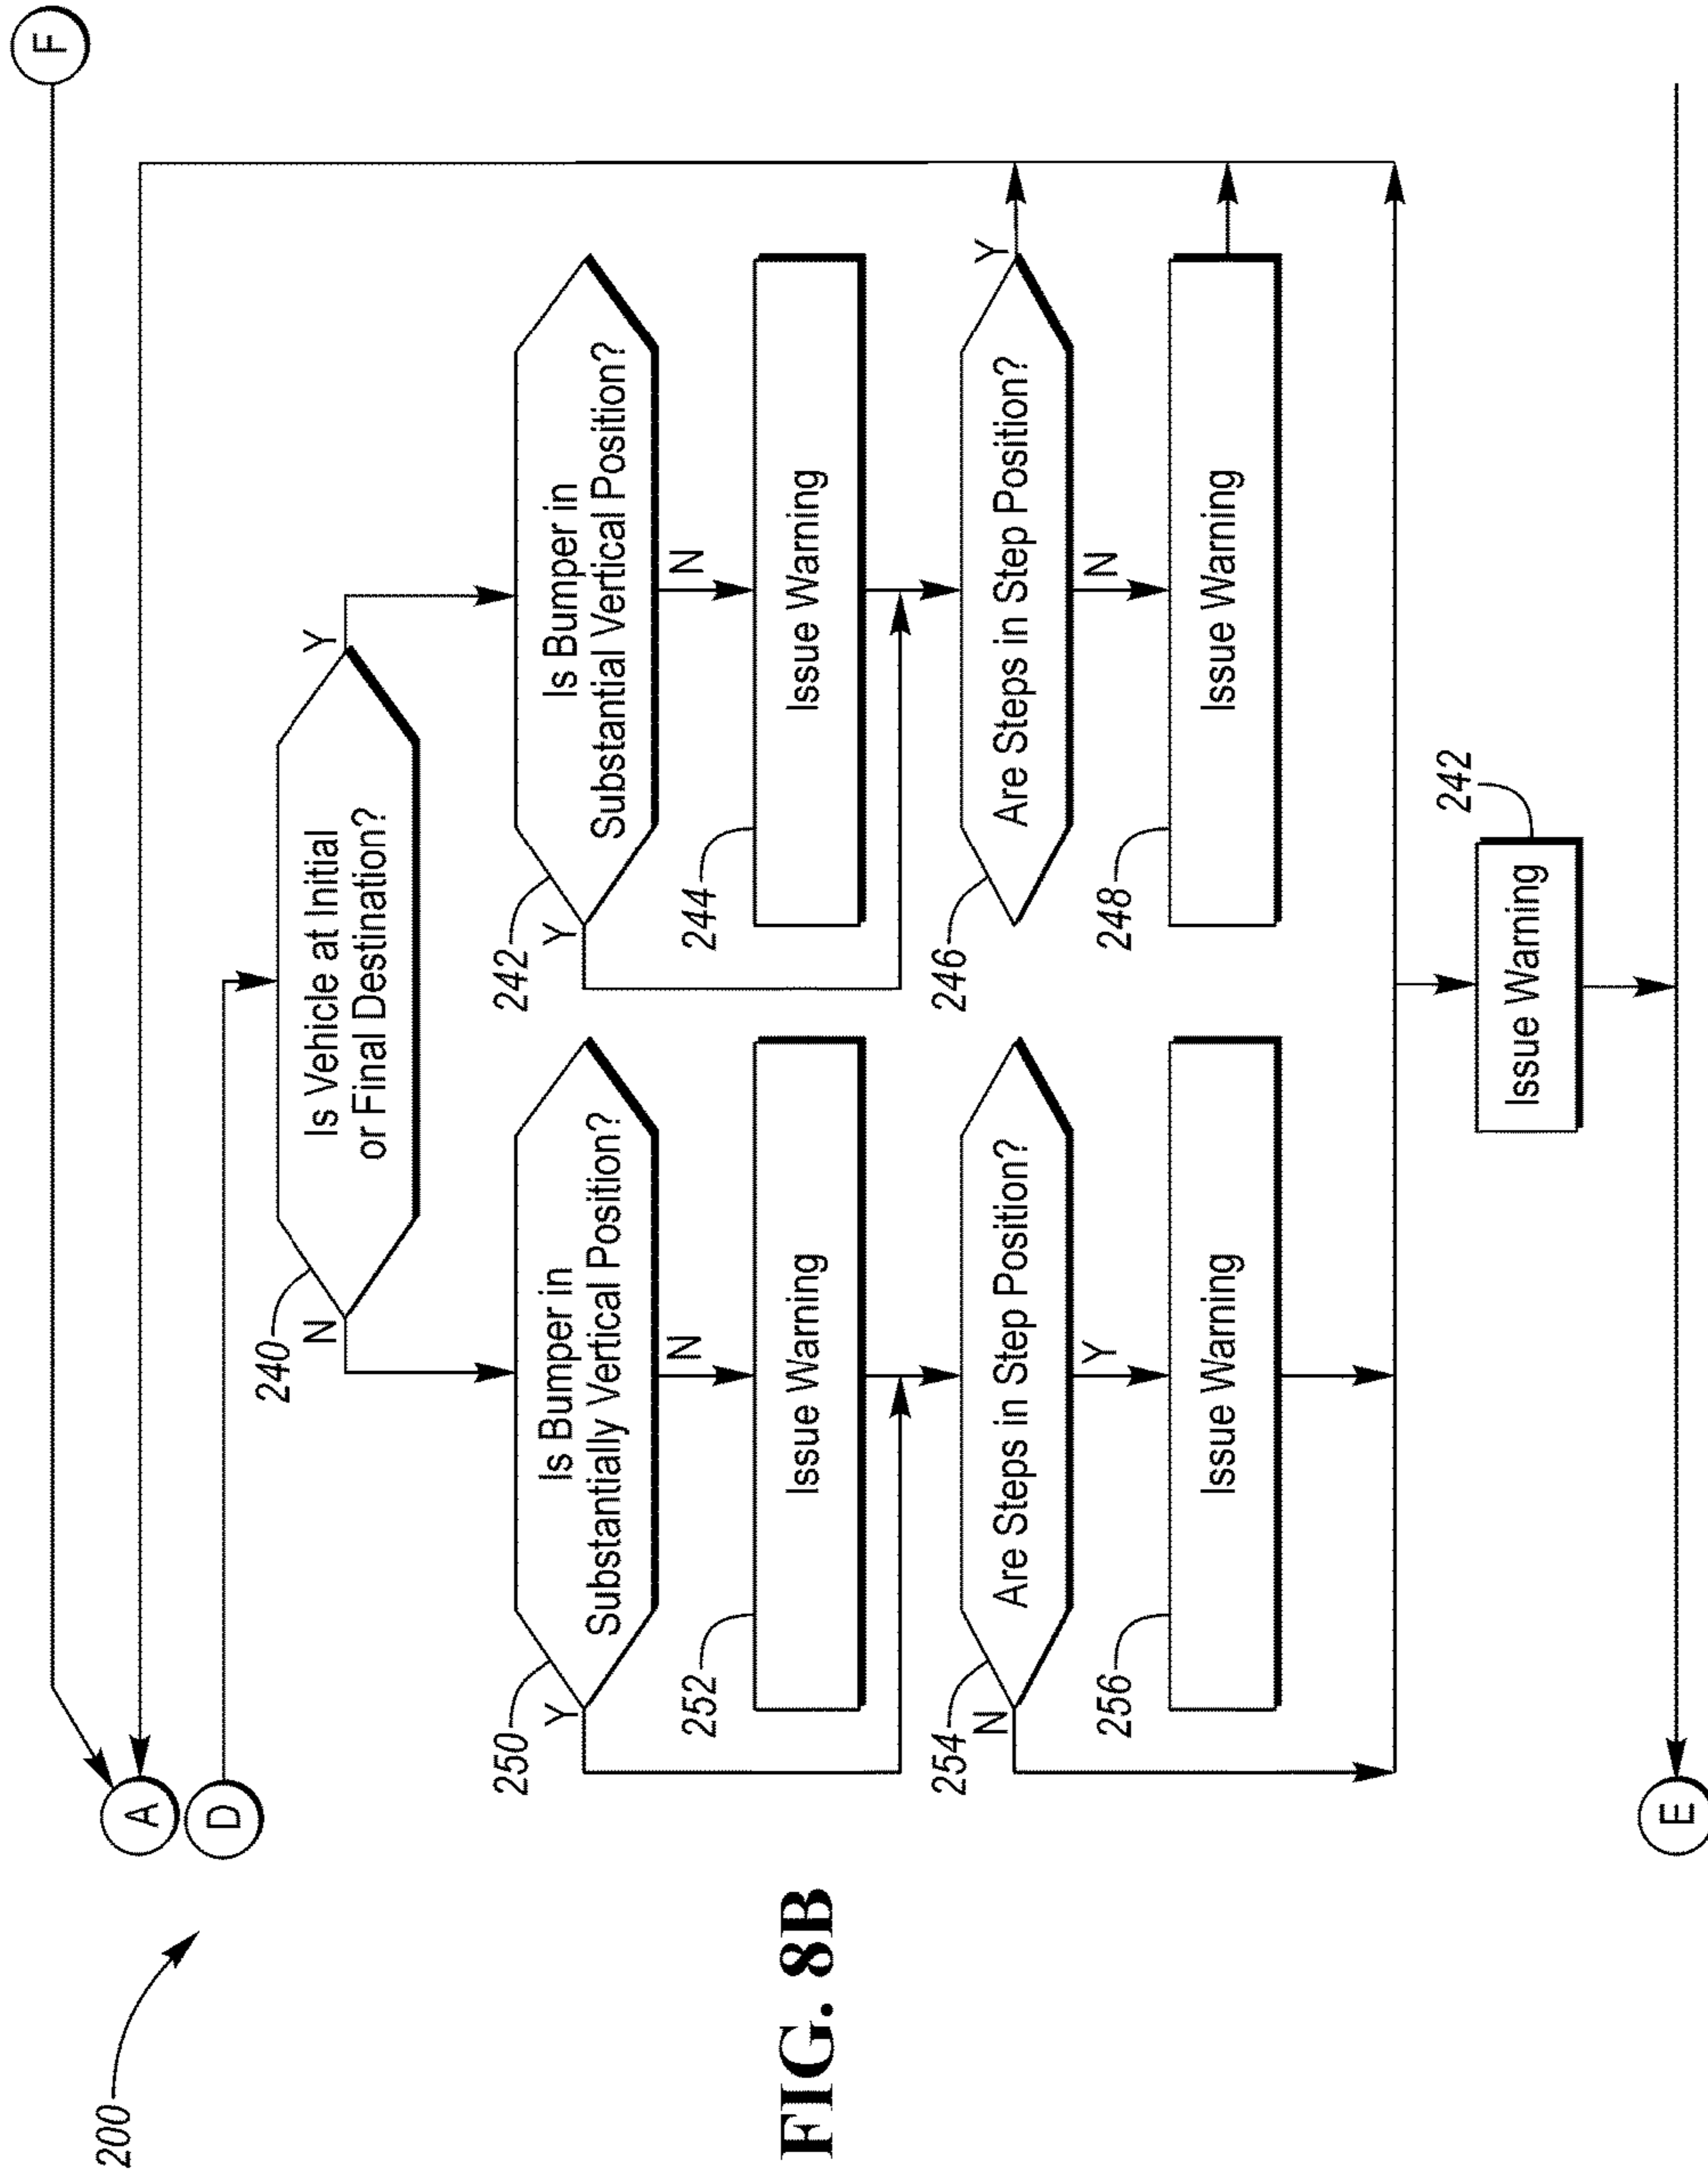 200
F
A
D
240
Is Vehicle at Initial
or Final Destination?
N
Y
250
Is Bumper in
Substantially Vertical Position?
Y
N
242
Is Bumper in
Substantial Vertical Position?
Y
N
252
Issue Warning
244
Issue Warning
254
Are Steps in Step Position?
N
Y
246
Are Steps in Step Position?
Y
N
256
Issue Warning
248
Issue Warning
Issue Warning
242
E
FIG. 8B